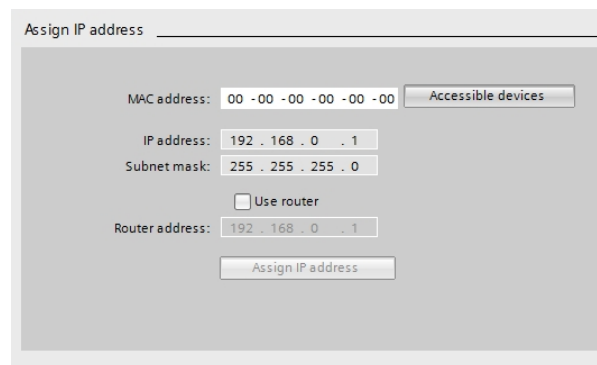 Assign IP address
MAC address: 00 -00 -00 -00 -00 -00 Accessible devices
IP address: 192 . 168 . 0 . 1
Subnet mask: 255 . 255 . 255 . 0
Use router
Router address: 192 . 168 . 0 . 1
Assign IP address